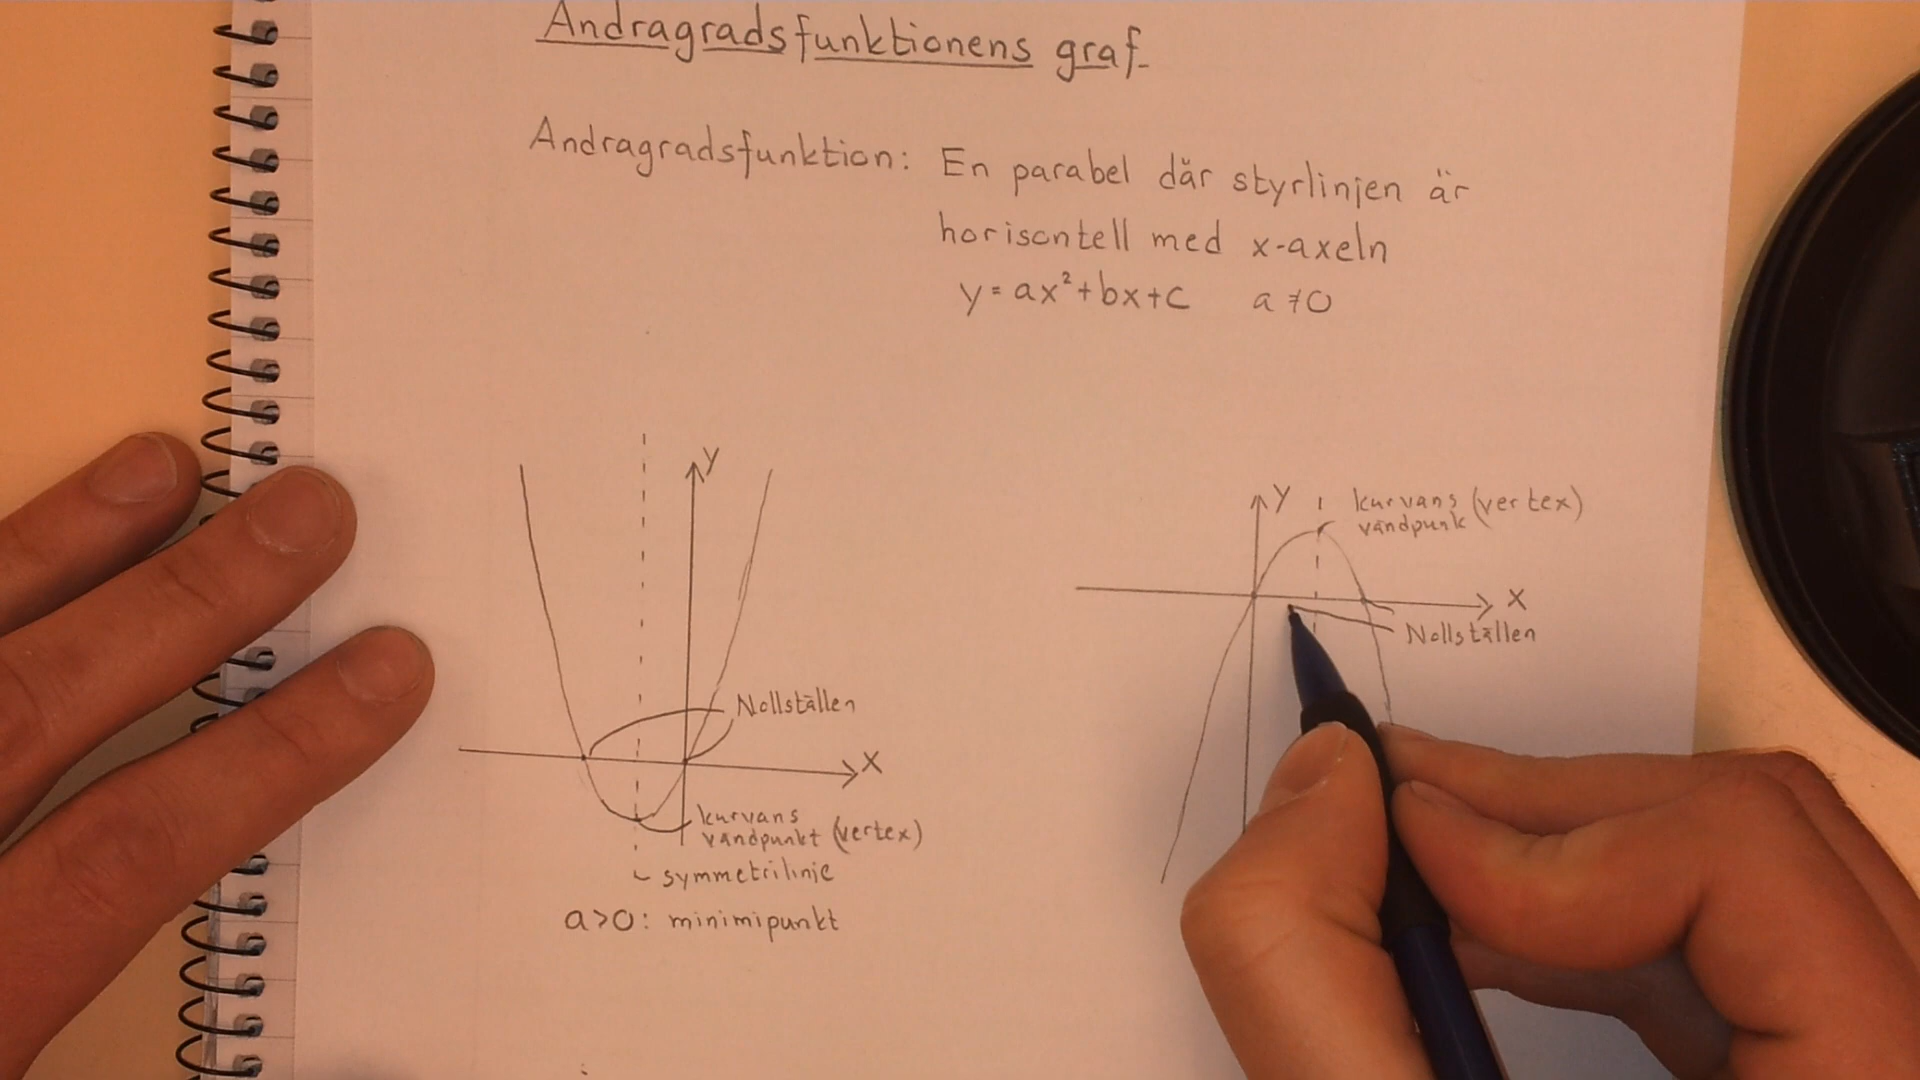 Andragradsfunktionens graf
Andragradsfunktion: En parabel där styrlinjen är
horisontell med x-axeln
y = ax²+bx+c a ≠0
y
Nollställen
x
kurvans
vändpunkt (vertex)
symmetrilinje
a>0: minimipunkt
y
kurvans (vertex)
vändpunk
x
Nollställen